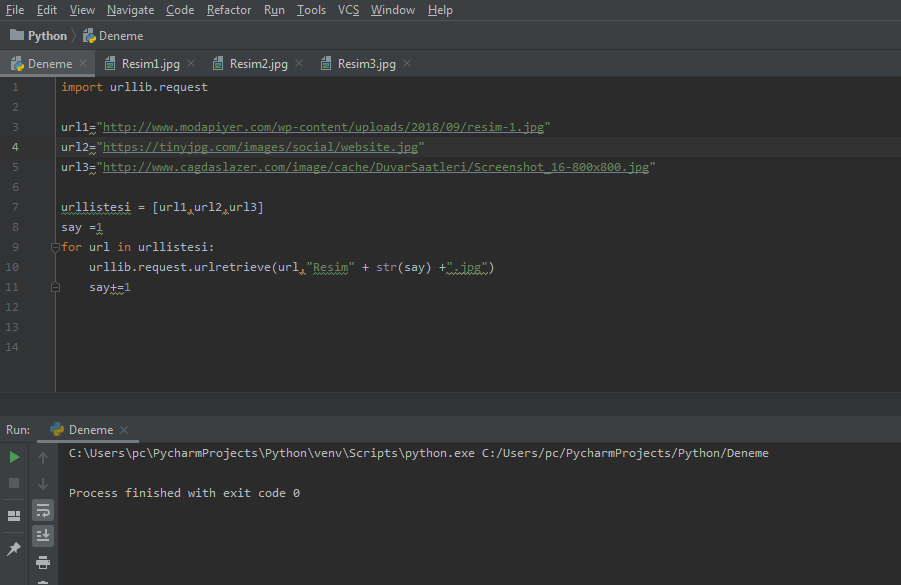 File Edit View Navigate Code Refactor Run Tools VCS Window Help
Python Deneme
Deneme Resim1.jpg Resim2.jpg Resim3.jpg
1 import urllib.request
2
3 url1="http://www.modapiyer.com/wp-content/uploads/2018/09/resim-1.jpg"
4 url2="https://tinyjpg.com/images/social/website.jpg"
5 url3="http://www.cagdaslazer.com/image/cache/DuvarSaatleri/Screenshot_16-800x800.jpg"
6
7 urllistesi = [url1,url2,url3]
8 say =1
9 for url in urllistesi:
10 urllib.request.urlretrieve(url,"Resim" + str(say) +".jpg")
11 say+=1
12
13
14
Run: Deneme
C:\Users\pc\PycharmProjects\Python\venv\Scripts\python.exe C:/Users/pc/PycharmProjects/Python/Deneme
Process finished with exit code 0